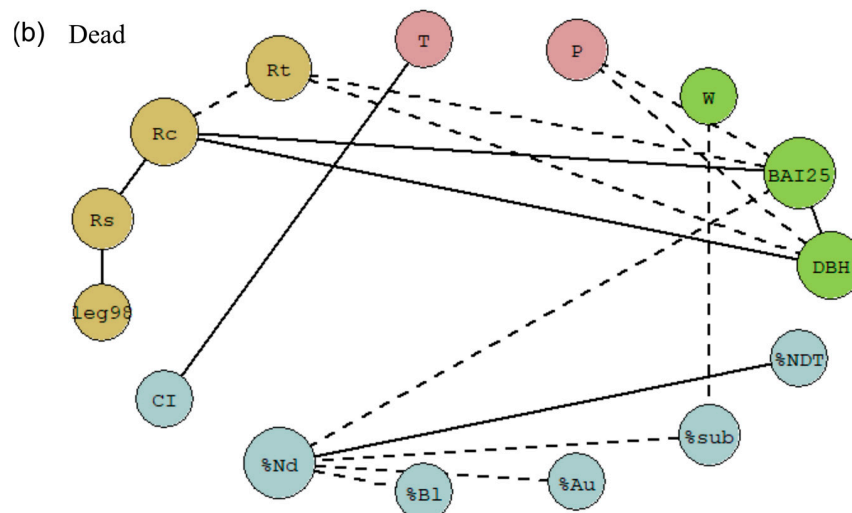 (b) Dead
T
P
Rt
W
Rc
BAI25
Rs
DBH
leg98
%NDT
CI
%sub
%Nd
%Au
%Bl